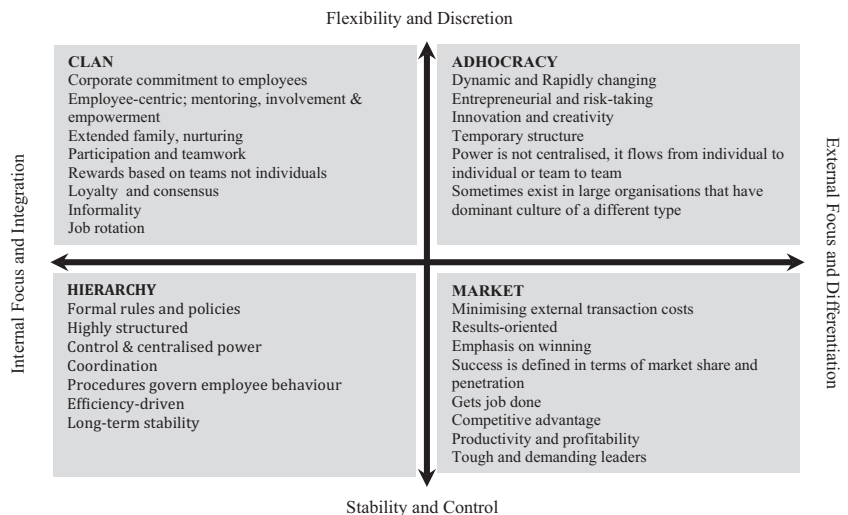 Flexibility and Discretion
CLAN
Corporate commitment to employees
Employee-centric; mentoring, involvement &
empowerment
Extended family, nurturing
Participation and teamwork
Rewards based on teams not individuals
Loyalty and consensus
Informality
Job rotation
ADHOCRACY
Dynamic and Rapidly changing
Entrepreneurial and risk-taking
Innovation and creativity
Temporary structure
Power is not centralised, it flows from individual to
individual or team to team
Sometimes exist in large organisations that have
dominant culture of a different type
Internal Focus and Integration
External Focus and Differentiation
HIERARCHY
Formal rules and policies
Highly structured
Control & centralised power
Coordination
Procedures govern employee behaviour
Efficiency-driven
Long-term stability
MARKET
Minimising external transaction costs
Results-oriented
Emphasis on winning
Success is defined in terms of market share and
penetration
Gets job done
Competitive advantage
Productivity and profitability
Tough and demanding leaders
Stability and Control